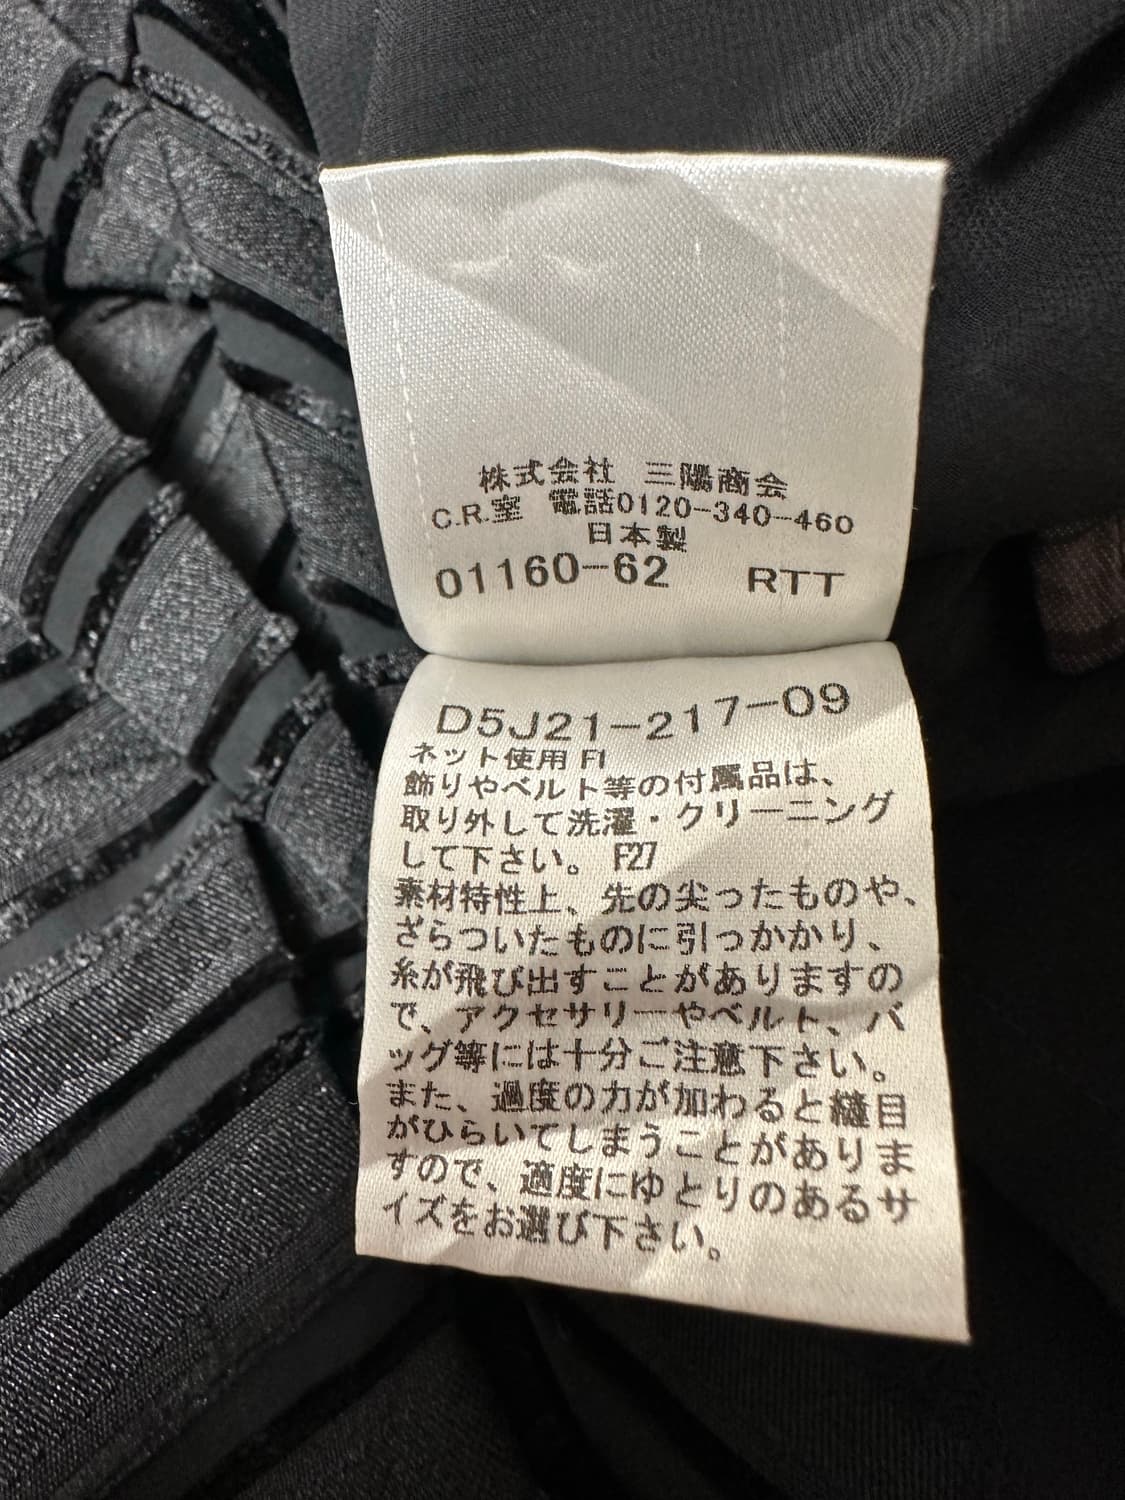 株式会社 三陽商会
C.R.室 電話0120-340-460
日本製
01160-62 RTT
D5J21-217-09
ネット使用 F1
飾りやベルト等の付属品は、
取り外して洗濯・クリーニング
して下さい。 F27
素材特性上、先の尖ったものや、
ざらついたものに引っかかり、
糸が飛び出すことがありますの
で、アクセサリーやベルト、バ
ッグ等には十分ご注意下さい。
また、過度の力が加わると縫目
がひらいてしまうことがありま
すので、適度にゆとりのあるサ
イズをお選び下さい。